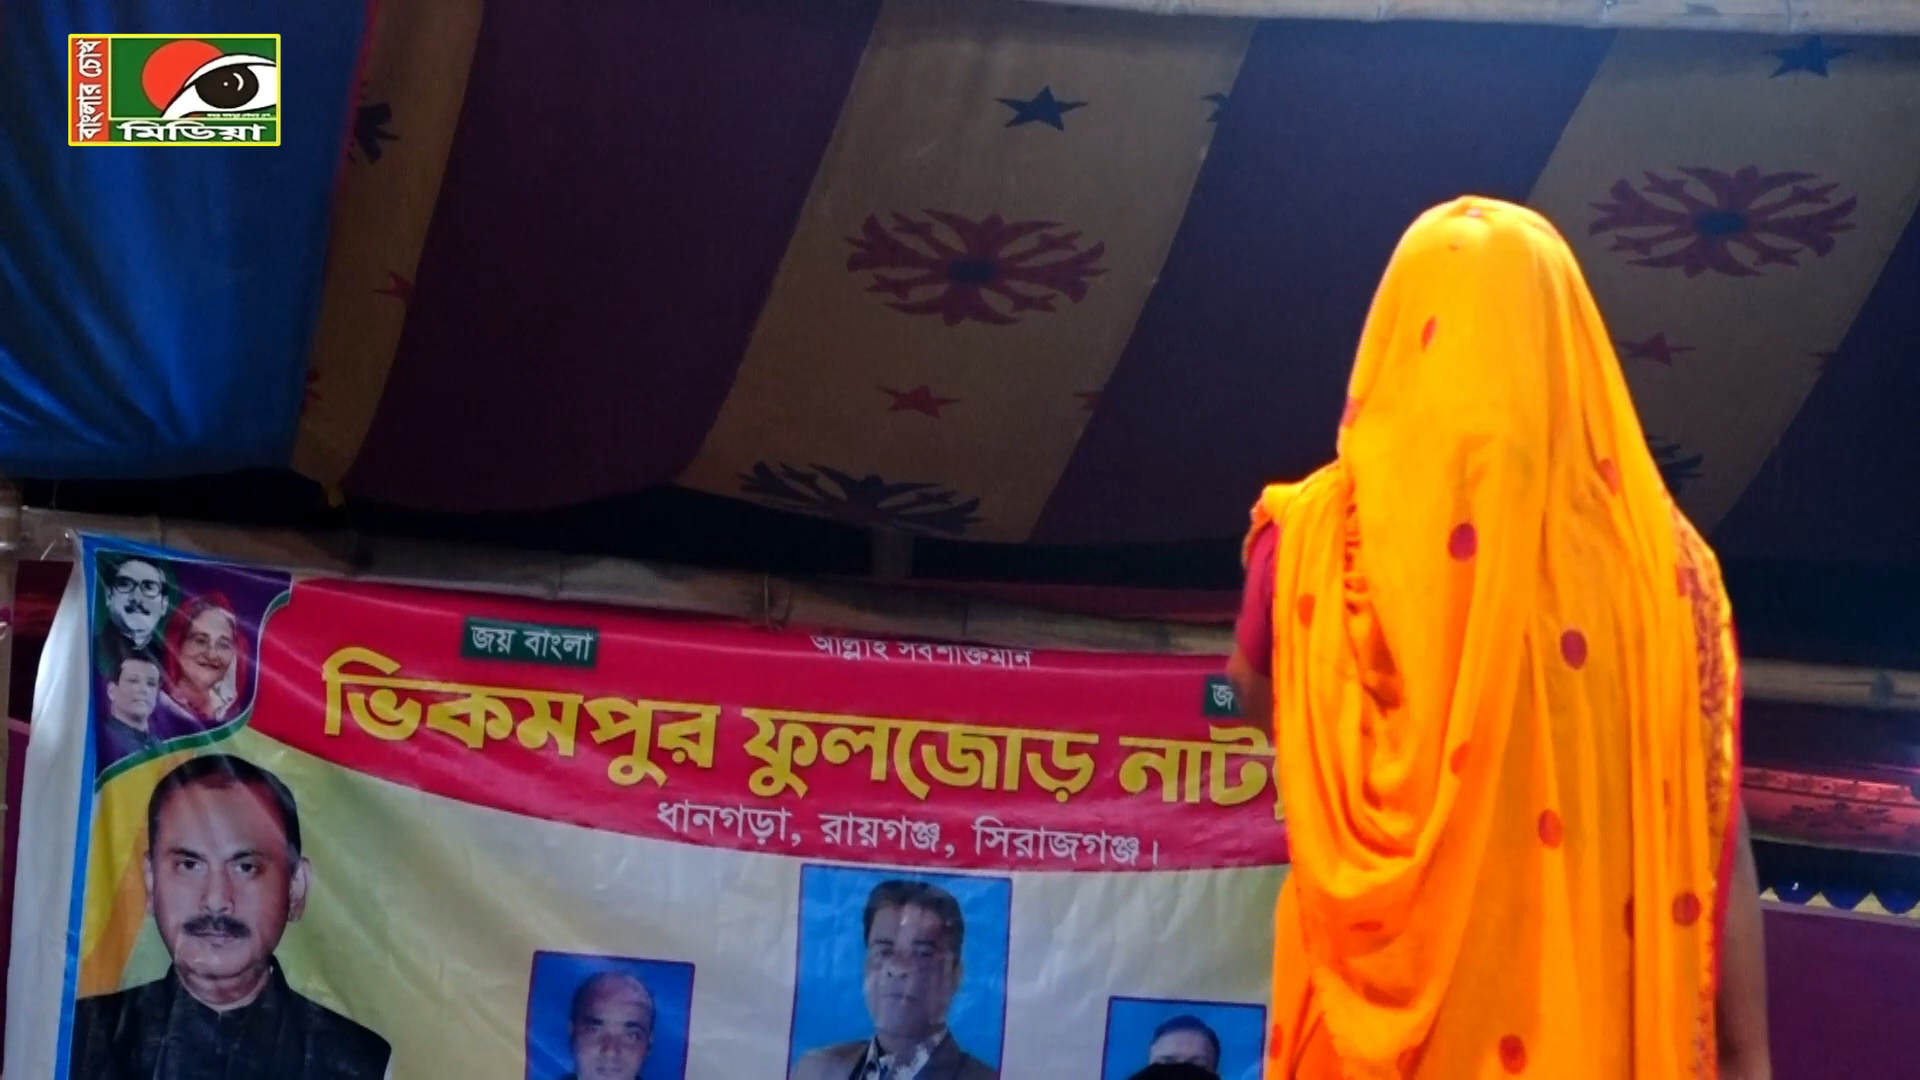 বাংলার চোখ
মিডিয়া
জয় বাংলা
আল্লাহ সর্বশক্তিমান
ভিকমপুর ফুলজোড় নাট্য
ধানগড়া, রায়গঞ্জ, সিরাজগঞ্জ।